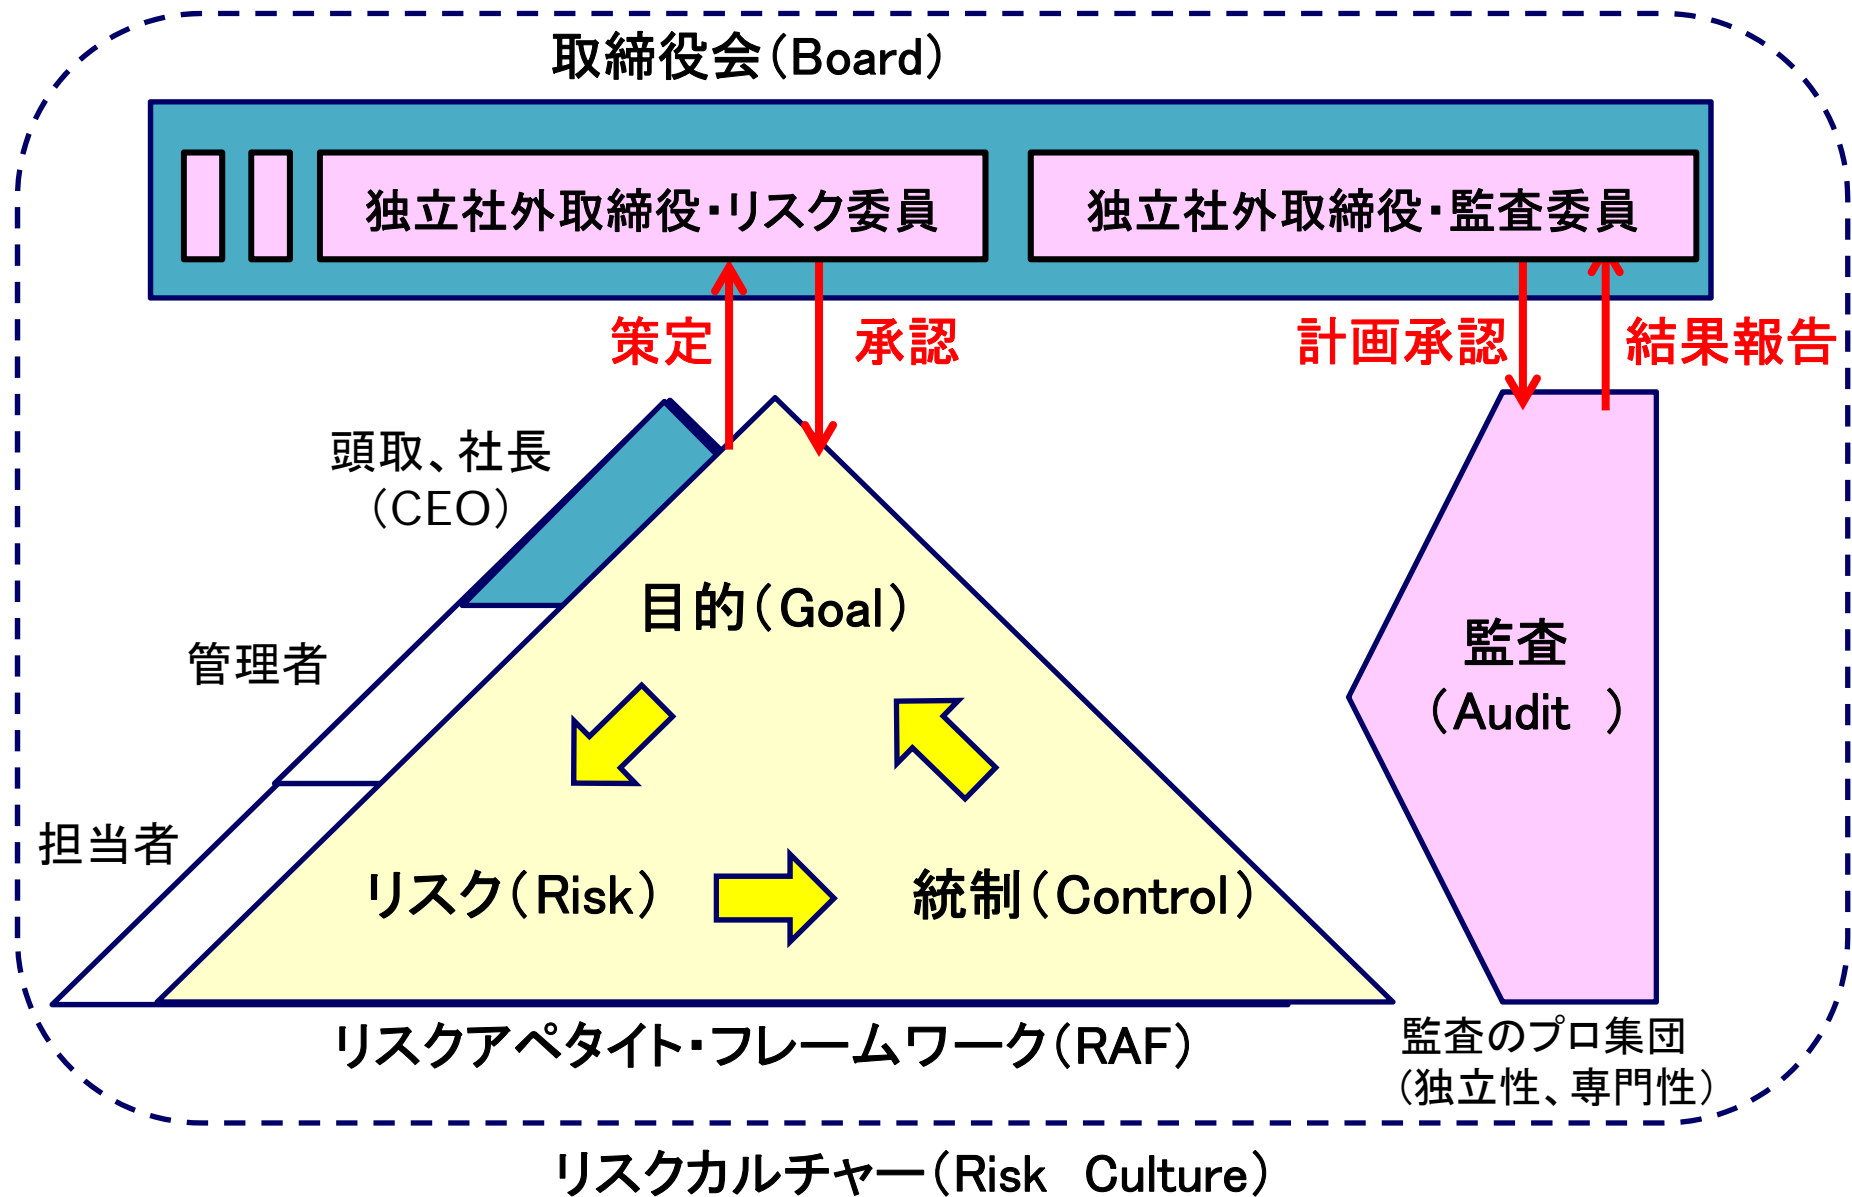 取締役会（Board）
独立社外取締役・リスク委員
独立社外取締役・監査委員
策定
承認
計画承認
結果報告
頭取、社長
（CEO）
目的（Goal）
管理者
監査
（Audit　）
担当者
リスク（Risk）
統制（Control）
リスクアペタイト・フレームワーク（RAF）
監査のプロ集団
（独立性、専門性）
リスクカルチャー（Risk　Culture）